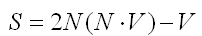 S = 2N(N·V) − V